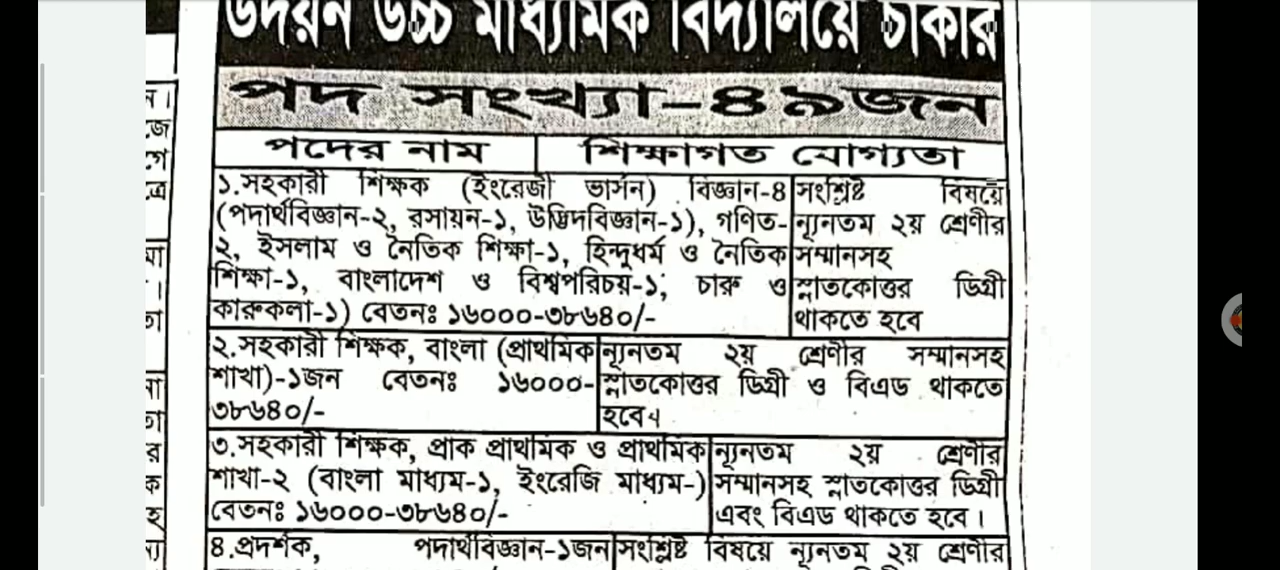 উদয়ন উচ্চ মাধ্যমিক বিদ্যালয়ে চাকরি
পদ সংখ্যা-৪৯জন
পদের নাম শিক্ষাগত যোগ্যতা
১.সহকারী শিক্ষক (ইংরেজী ভার্সন) বিজ্ঞান-৪
(পদার্থবিজ্ঞান-২, রসায়ন-১, উদ্ভিদবিজ্ঞান-১), গণিত-
২, ইসলাম ও নৈতিক শিক্ষা-১, হিন্দুধর্ম ও নৈতিক
শিক্ষা-১, বাংলাদেশ ও বিশ্বপরিচয়-১; চারু ও
কারুকলা-১) বেতনঃ ১৬০০০-৩৮৬৪০/-
সংশ্লিষ্ট বিষয়ে
ন্যূনতম ২য় শ্রেণীর
সম্মানসহ
স্নাতকোত্তর ডিগ্রী
থাকতে হবে
২.সহকারী শিক্ষক, বাংলা (প্রাথমিক
শাখা)-১জন বেতনঃ ১৬০০০-
৩৮৬৪০/-
ন্যূনতম ২য় শ্রেণীর সম্মানসহ
স্নাতকোত্তর ডিগ্রী ও বিএড থাকতে
হবে।
৩.সহকারী শিক্ষক, প্রাক প্রাথমিক ও প্রাথমিক
শাখা-২ (বাংলা মাধ্যম-১, ইংরেজি মাধ্যম-)
বেতনঃ ১৬০০০-৩৮৬৪০/-
ন্যূনতম ২য় শ্রেণীর
সম্মানসহ স্নাতকোত্তর ডিগ্রী
এবং বিএড থাকতে হবে।
৪.প্রদর্শক, পদার্থবিজ্ঞান-১জন
সংশ্লিষ্ট বিষয়ে ন্যূনতম ২য় শ্রেণীর